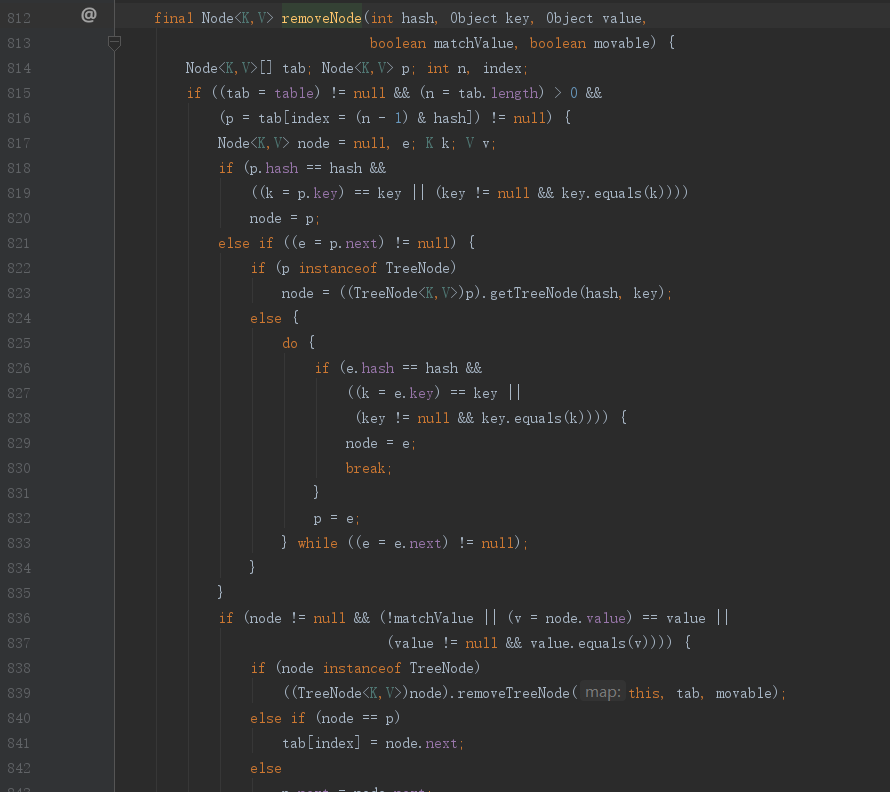 812 @ final Node<K,V> removeNode(int hash, Object key, Object value,
813 boolean matchValue, boolean movable) {
814 Node<K,V>[] tab; Node<K,V> p; int n, index;
815 if ((tab = table) != null && (n = tab.length) > 0 &&
816 (p = tab[index = (n - 1) & hash]) != null) {
817 Node<K,V> node = null, e; K k; V v;
818 if (p.hash == hash &&
819 ((k = p.key) == key || (key != null && key.equals(k))))
820 node = p;
821 else if ((e = p.next) != null) {
822 if (p instanceof TreeNode)
823 node = ((TreeNode<K,V>)p).getTreeNode(hash, key);
824 else {
825 do {
826 if (e.hash == hash &&
827 ((k = e.key) == key ||
828 (key != null && key.equals(k)))) {
829 node = e;
830 break;
831 }
832 p = e;
833 } while ((e = e.next) != null);
834 }
835 }
836 if (node != null && (!matchValue || (v = node.value) == value ||
837 (value != null && value.equals(v)))) {
838 if (node instanceof TreeNode)
839 ((TreeNode<K,V>)node).removeTreeNode( map: this, tab, movable);
840 else if (node == p)
841 tab[index] = node.next;
842 else